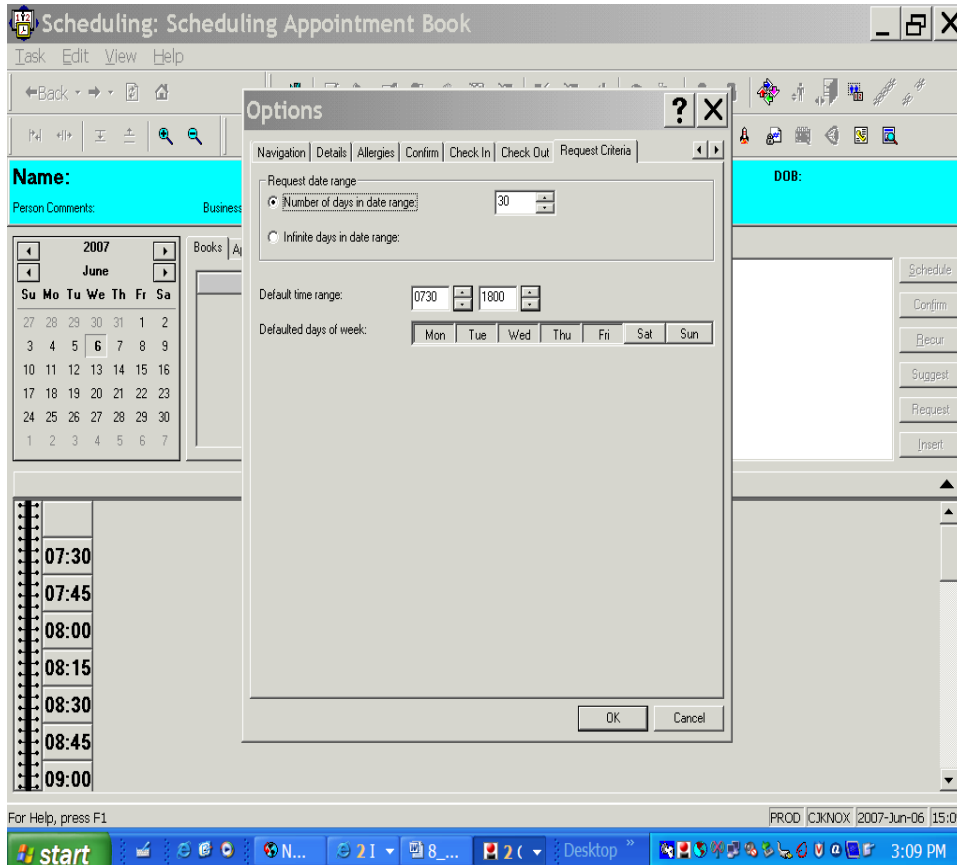 Scheduling: Scheduling Appointment Book
Task Edit View Help
Back
Options
Navigation Details Allergies Confirm Check In Check Out Request Criteria
Name:
DOB:
Person Comments:
Business
Request date range
Number of days in date range: 30
Infinite days in date range:
Default time range: 0730 1800
Defaulted days of week: Mon Tue Wed Thu Fri Sat Sun
OK Cancel
2007
June
Su Mo Tu We Th Fr Sa
27 28 29 30 31 1 2
3 4 5 6 7 8 9
10 11 12 13 14 15 16
17 18 19 20 21 22 23
24 25 26 27 28 29 30
1 2 3 4 5 6 7
Books
Schedule
Confirm
Recur
Suggest
Request
Insert
07:30
07:45
08:00
08:15
08:30
08:45
09:00
For Help, press F1
PROD CJKNOX 2007-Jun-06 15:0
start N... 2 I 8_... 2 ( Desktop » 3:09 PM